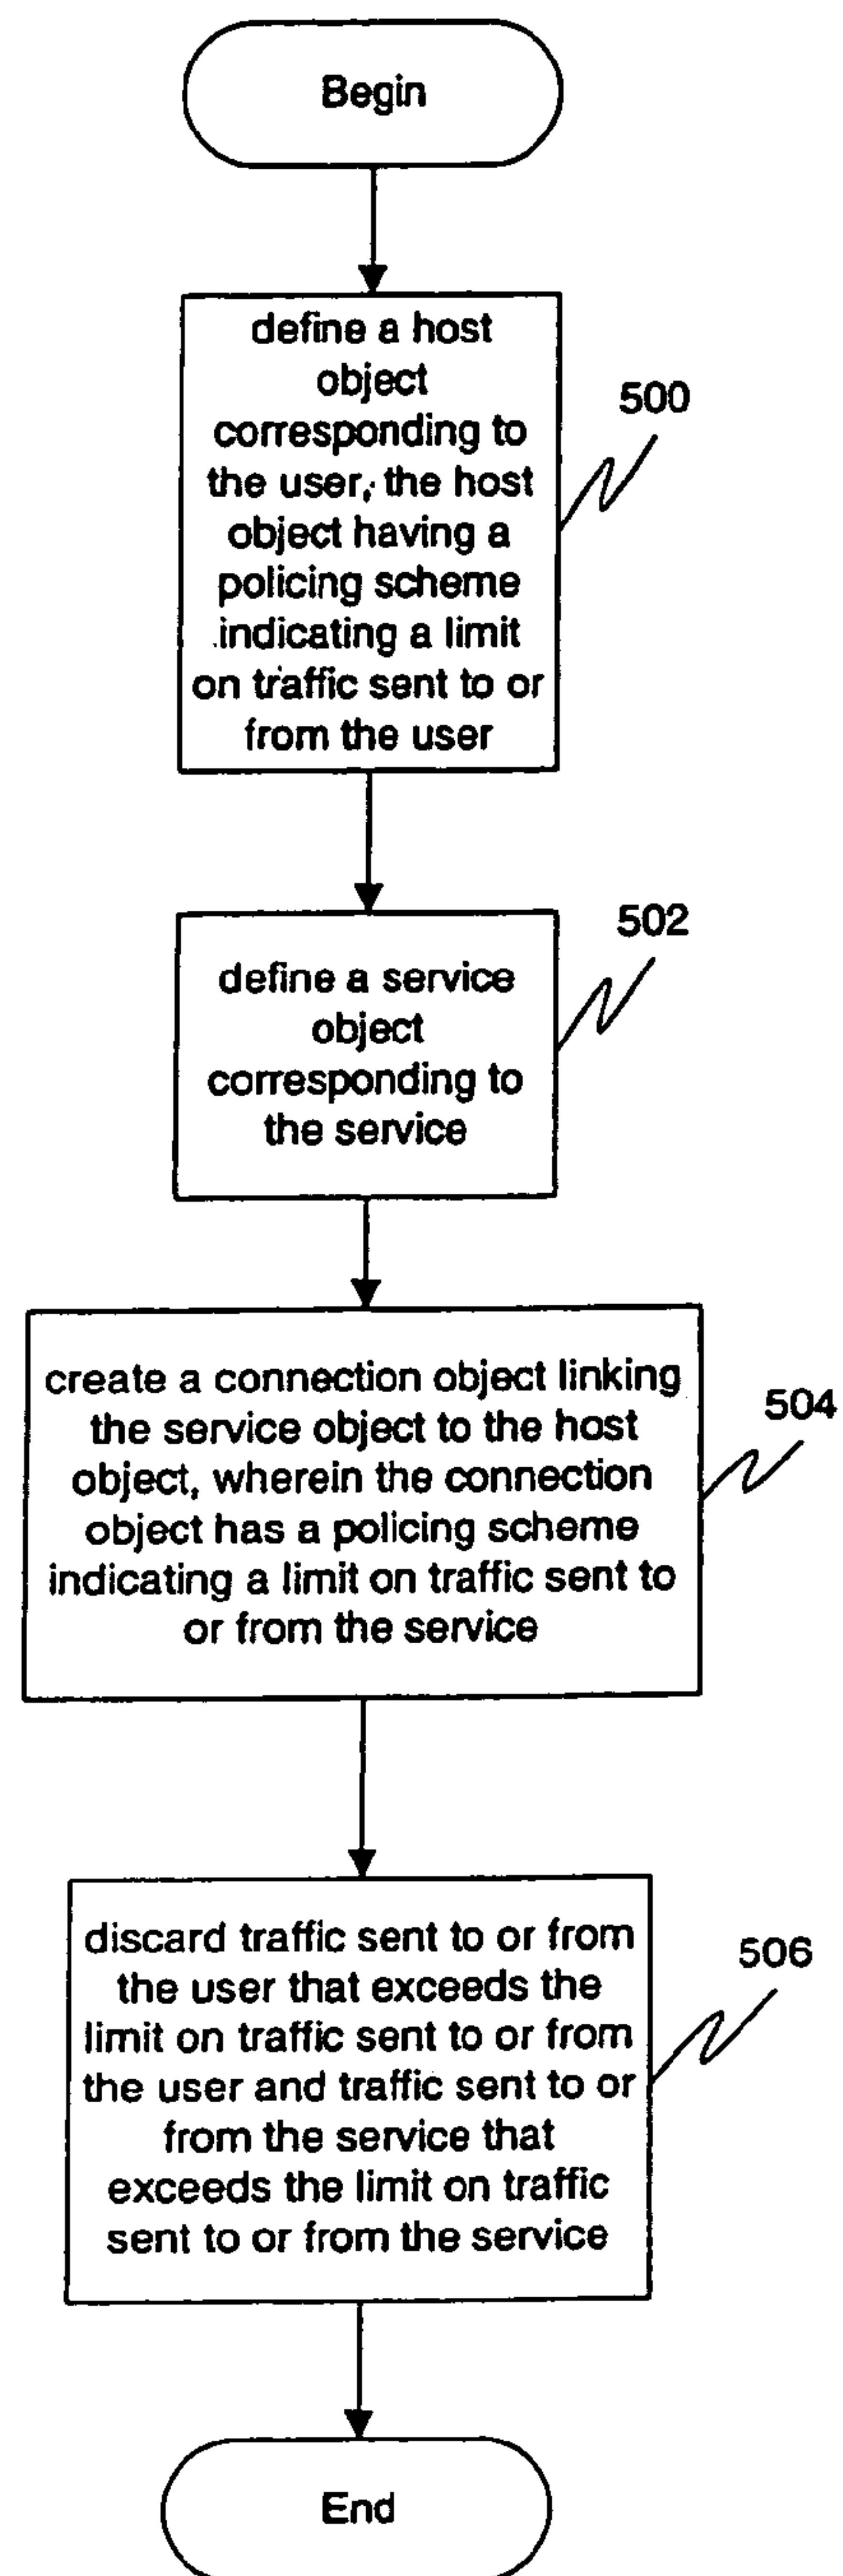 Begin
define a host
object
corresponding to
the user, the host
object having a
policing scheme
indicating a limit
on traffic sent to or
from the user
500
define a service
object
corresponding to
the service
502
create a connection object linking
the service object to the host
object, wherein the connection
object has a policing scheme
indicating a limit on traffic sent to
or from the service
504
discard traffic sent to or from
the user that exceeds the
limit on traffic sent to or from
the user and traffic sent to or
from the service that
exceeds the limit on traffic
sent to or from the service
506
End